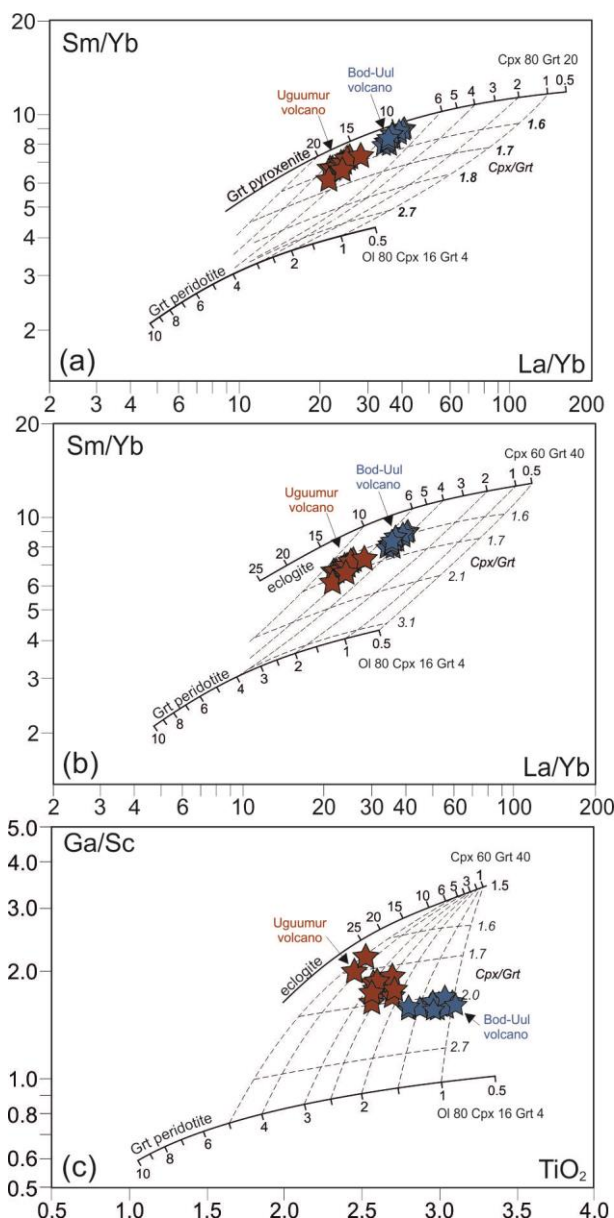 20
Sm/Yb
Cpx 80 Grt 20
Bod-Uul
volcano
Uguumur
volcano
10
8
6
5
4
3
2
20
15
10
6
5
4
3
2
1
0.5
Grt pyroxenite
1.6
1.7
Cpx/Grt
1.8
2.7
0.5
1
2
4
6
8
10
Ol 80 Cpx 16 Grt 4
Grt peridotite
(a)
La/Yb
2 3 4 6 8 10 20 30 40 60 100 200
20
Sm/Yb
Cpx 60 Grt 40
Bod-Uul
volcano
Uguumur
volcano
10
8
6
5
4
3
2
25
20
15
10
6
5
4
3
2
1
0.5
eclogite
1.6
1.7
Cpx/Grt
2.1
3.1
0.5
1
2
3
4
6
8
10
Ol 80 Cpx 16 Grt 4
Grt peridotite
(b)
La/Yb
2 3 4 6 8 10 20 30 40 60 100 200
5.0
4.0
3.0
2.0
1.0
0.8
0.6
0.5
Ga/Sc
Cpx 60 Grt 40
25
20
15
10
6
5
3
1
1.5
Uguumur
volcano
eclogite
1.6
1.7
Cpx/Grt
2.0
Bod-Uul
volcano
2.7
0.5
1
2
3
4
6
8
10
Ol 80 Cpx 16 Grt 4
Grt peridotite
(c)
TiO2
0.5 1.0 1.5 2.0 2.5 3.0 3.5 4.0